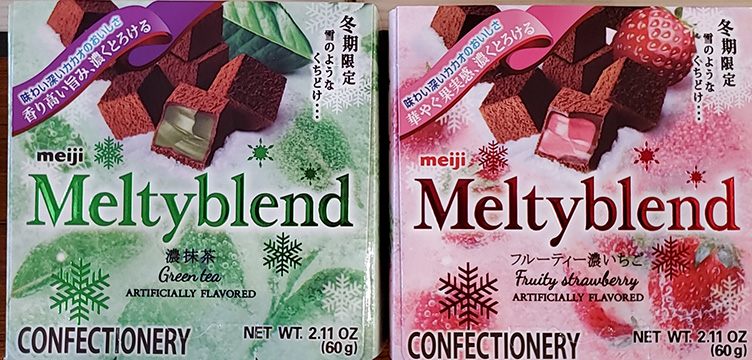 味わい深いカカオのおいしさ
香り高い旨み、濃くとろける
冬期限定
雪のような
くちどけ…
meiji
Meltyblend
濃抹茶
Green tea
ARTIFICIALLY FLAVORED
CONFECTIONERY
NET WT. 2.11 OZ
(60 g)
味わい深いカカオのおいしさ
華やぐ果実感、濃くとろける
冬期限定
雪のような
くちどけ…
meiji
Meltyblend
フルーティー濃いちご
Fruity strawberry
ARTIFICIALLY FLAVORED
CONFECTIONERY
NET WT. 2.11 OZ
(60 g)